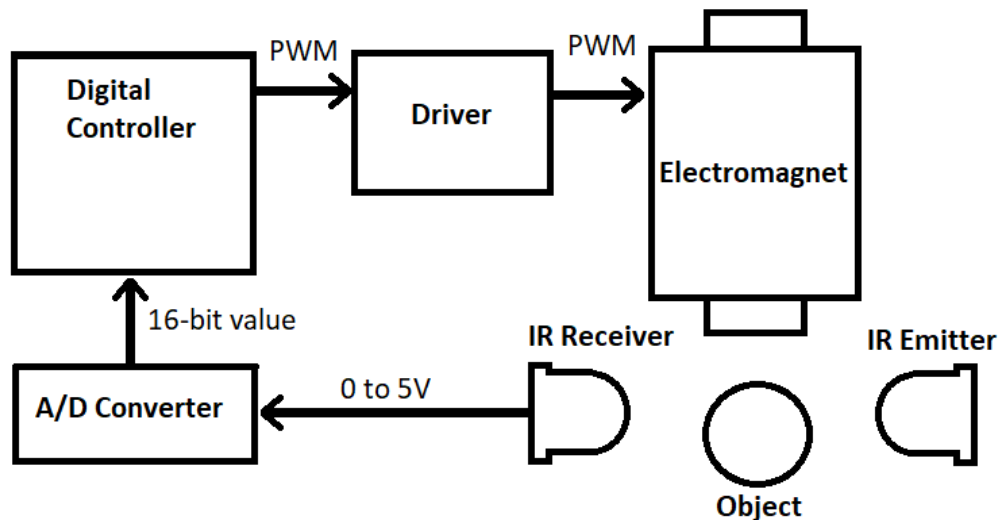 PWM
PWM
Digital
Controller
Driver
Electromagnet
16-bit value
IR Receiver
IR Emitter
0 to 5V
A/D Converter
Object